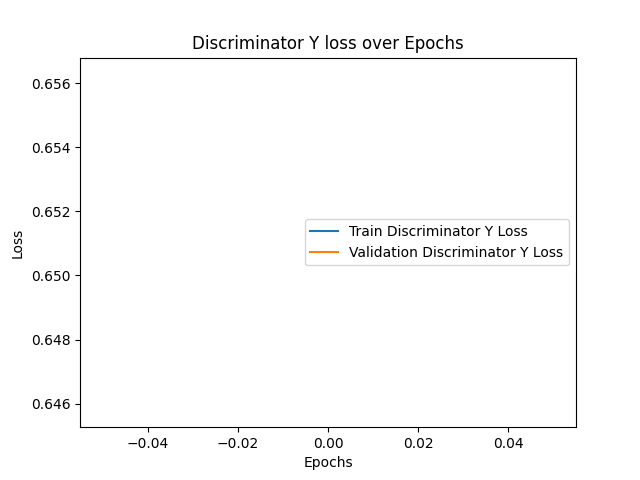 Discriminator Y loss over Epochs
0.656
0.654
0.652
0.650
0.648
0.646
Loss
Train Discriminator Y Loss
Validation Discriminator Y Loss
−0.04 −0.02 0.00 0.02 0.04
Epochs